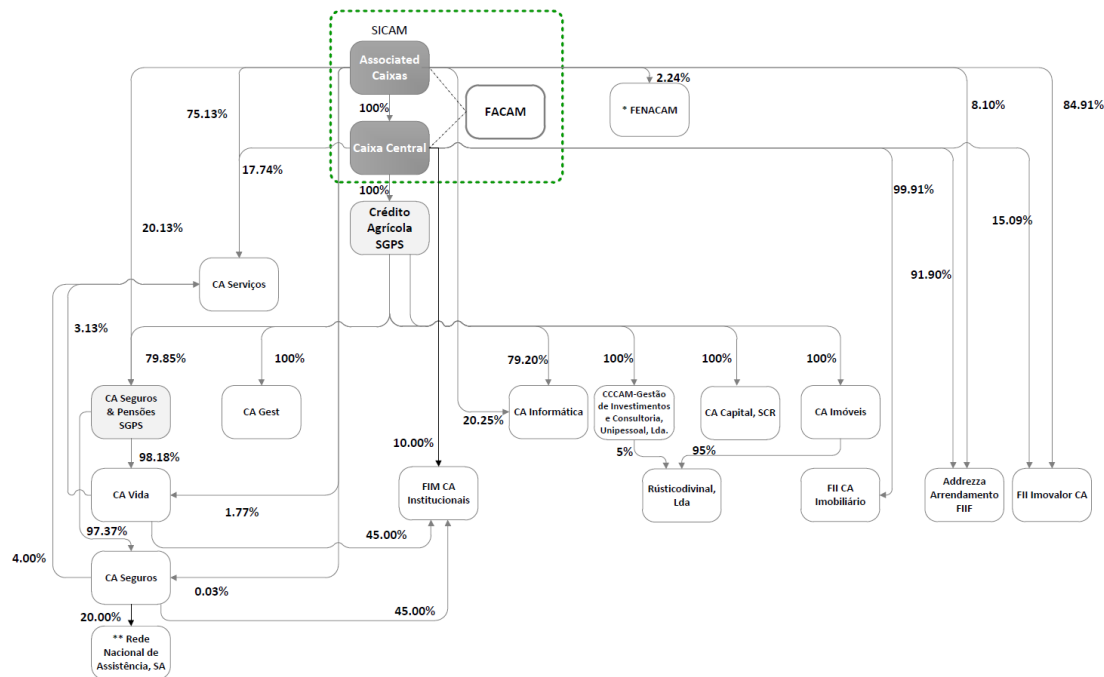 SICAM
Associated
Caixas
2.24%
75.13%
100%
FACAM
* FENACAM
8.10%
84.91%
Caixa Central
17.74%
100%
99.91%
20.13%
Crédito
Agrícola
SGPS
15.09%
CA Serviços
91.90%
3.13%
79.85%
100%
79.20%
100%
100%
100%
CA Seguros
& Pensões
SGPS
CA Gest
20.25%
CA Informática
CCCAM-Gestão
de Investimentos
e Consultoria,
Unipessoal, Lda.
CA Capital, SCR
CA Imóveis
10.00%
5%
95%
98.18%
CA Vida
FIM CA
Institucionais
Rústicodivinal,
Lda
FII CA
Imobiliário
Addrezza
Arrendamento
FIIF
FII Imovalor CA
1.77%
97.37%
45.00%
4.00%
CA Seguros
0.03%
20.00%
45.00%
** Rede
Nacional de
Assistência, SA